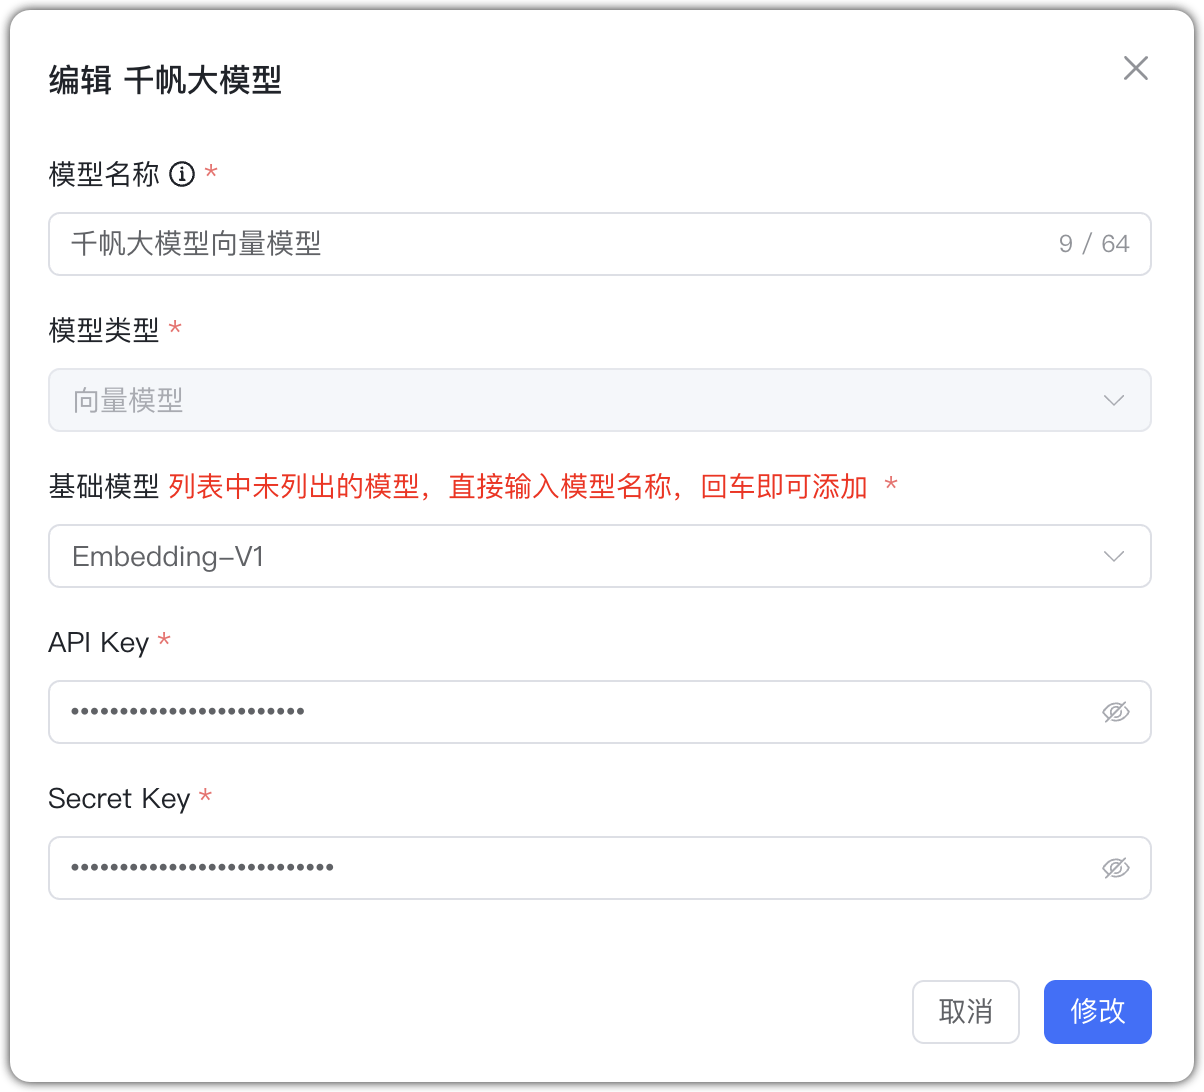 编辑 千帆大模型
模型名称 *
千帆大模型向量模型 9 / 64
模型类型 *
向量模型
基础模型 列表中未列出的模型，直接输入模型名称，回车即可添加 *
Embedding-V1
API Key *
••••••••••••••••••••••••
Secret Key *
•••••••••••••••••••••••••••
取消 修改